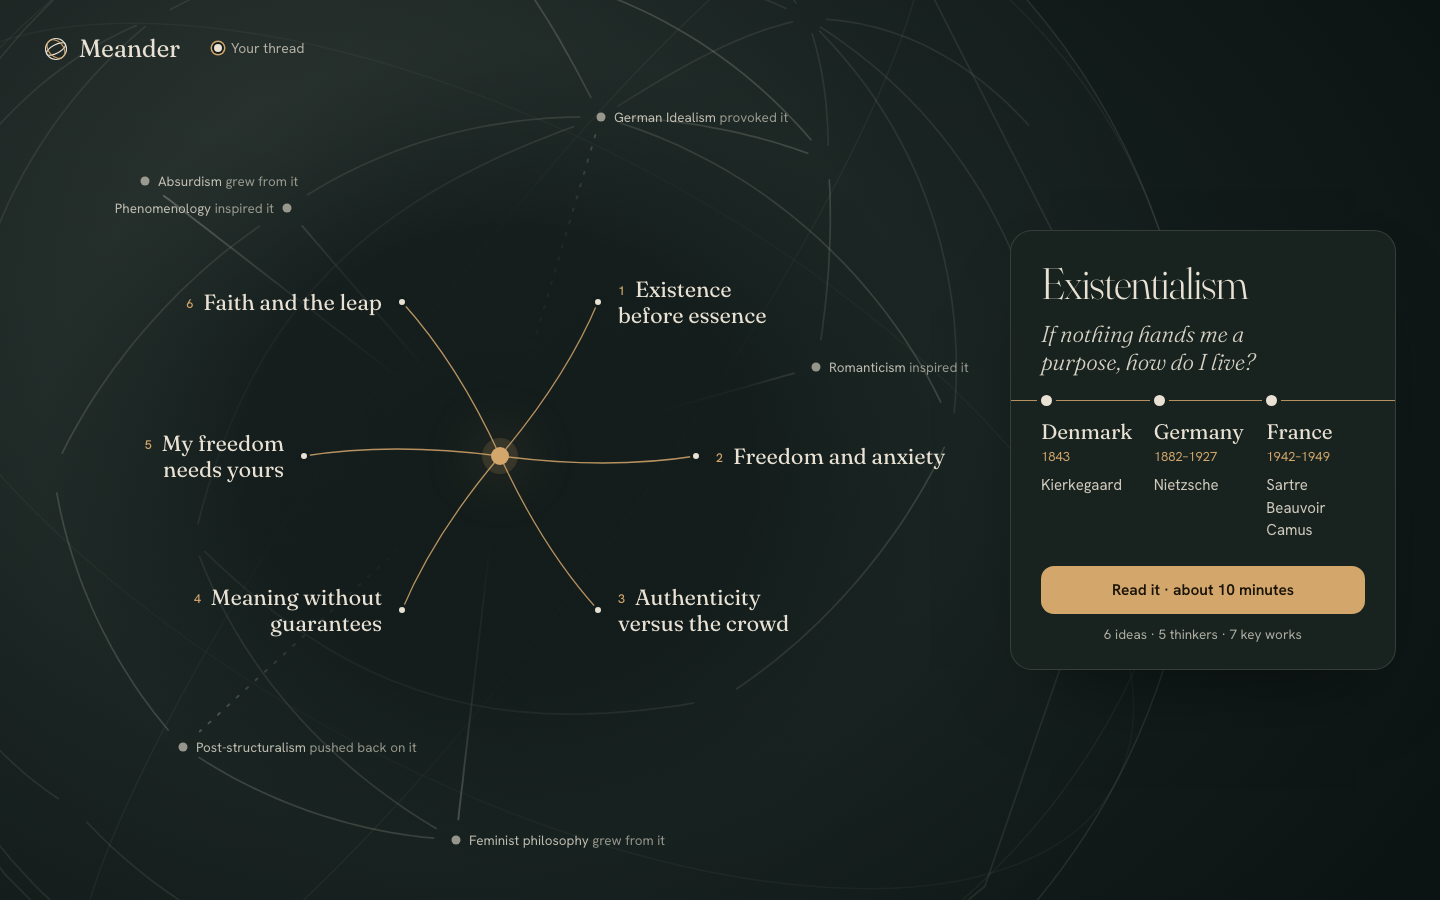 Meander
Your thread
German Idealism provoked it
Absurdism grew from it
Phenomenology inspired it
6 Faith and the leap
1 Existence
before essence
Romanticism inspired it
5 My freedom
needs yours
2 Freedom and anxiety
4 Meaning without
guarantees
3 Authenticity
versus the crowd
Post-structuralism pushed back on it
Feminist philosophy grew from it
Existentialism
If nothing hands me a
purpose, how do I live?
Denmark
1843
Kierkegaard
Germany
1882–1927
Nietzsche
France
1942–1949
Sartre
Beauvoir
Camus
Read it · about 10 minutes
6 ideas · 5 thinkers · 7 key works